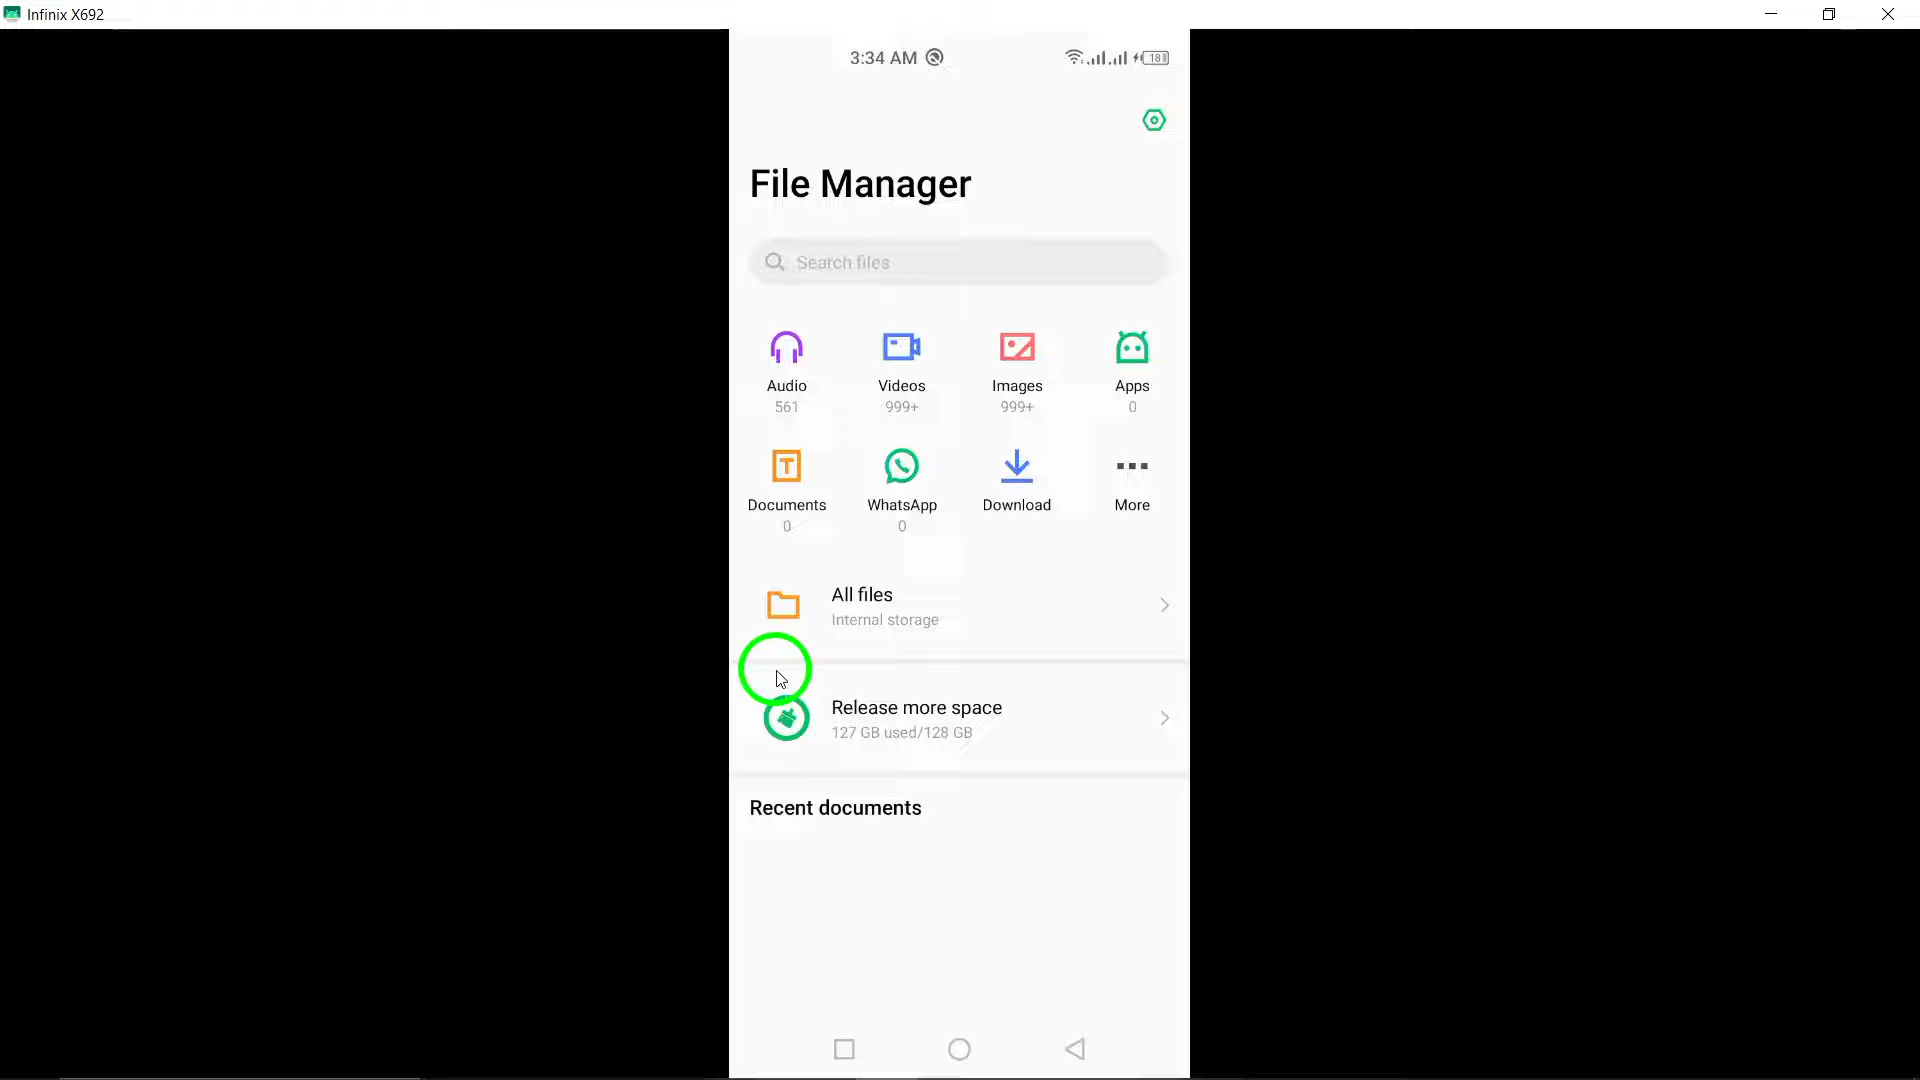 Infinix X692
3:34 AM
18
File Manager
Search files
Audio Videos Images Apps
561 999+ 999+ 0
Documents WhatsApp Download More
0 0
All files
Internal storage
Release more space
127 GB used/128 GB
Recent documents